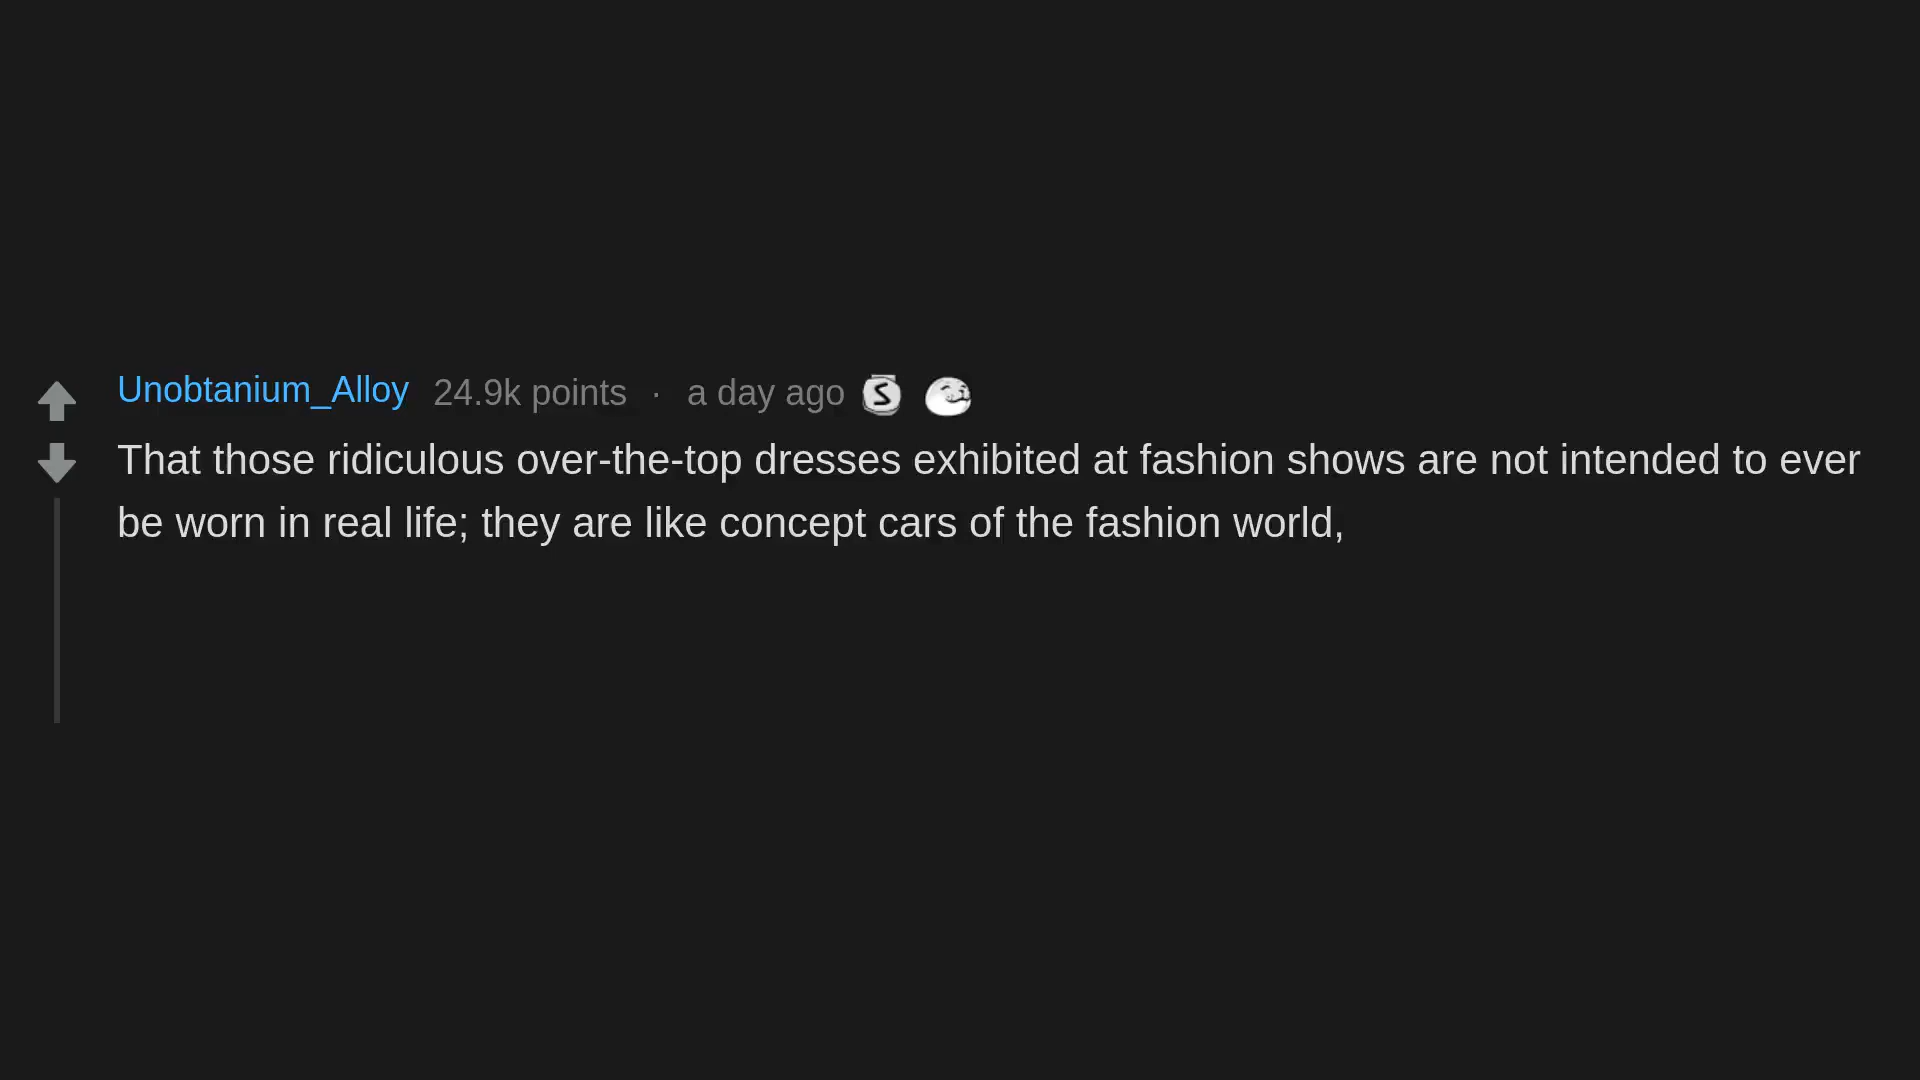 Unobtanium_Alloy 24.9k points · a day ago S
That those ridiculous over-the-top dresses exhibited at fashion shows are not intended to ever
be worn in real life; they are like concept cars of the fashion world,